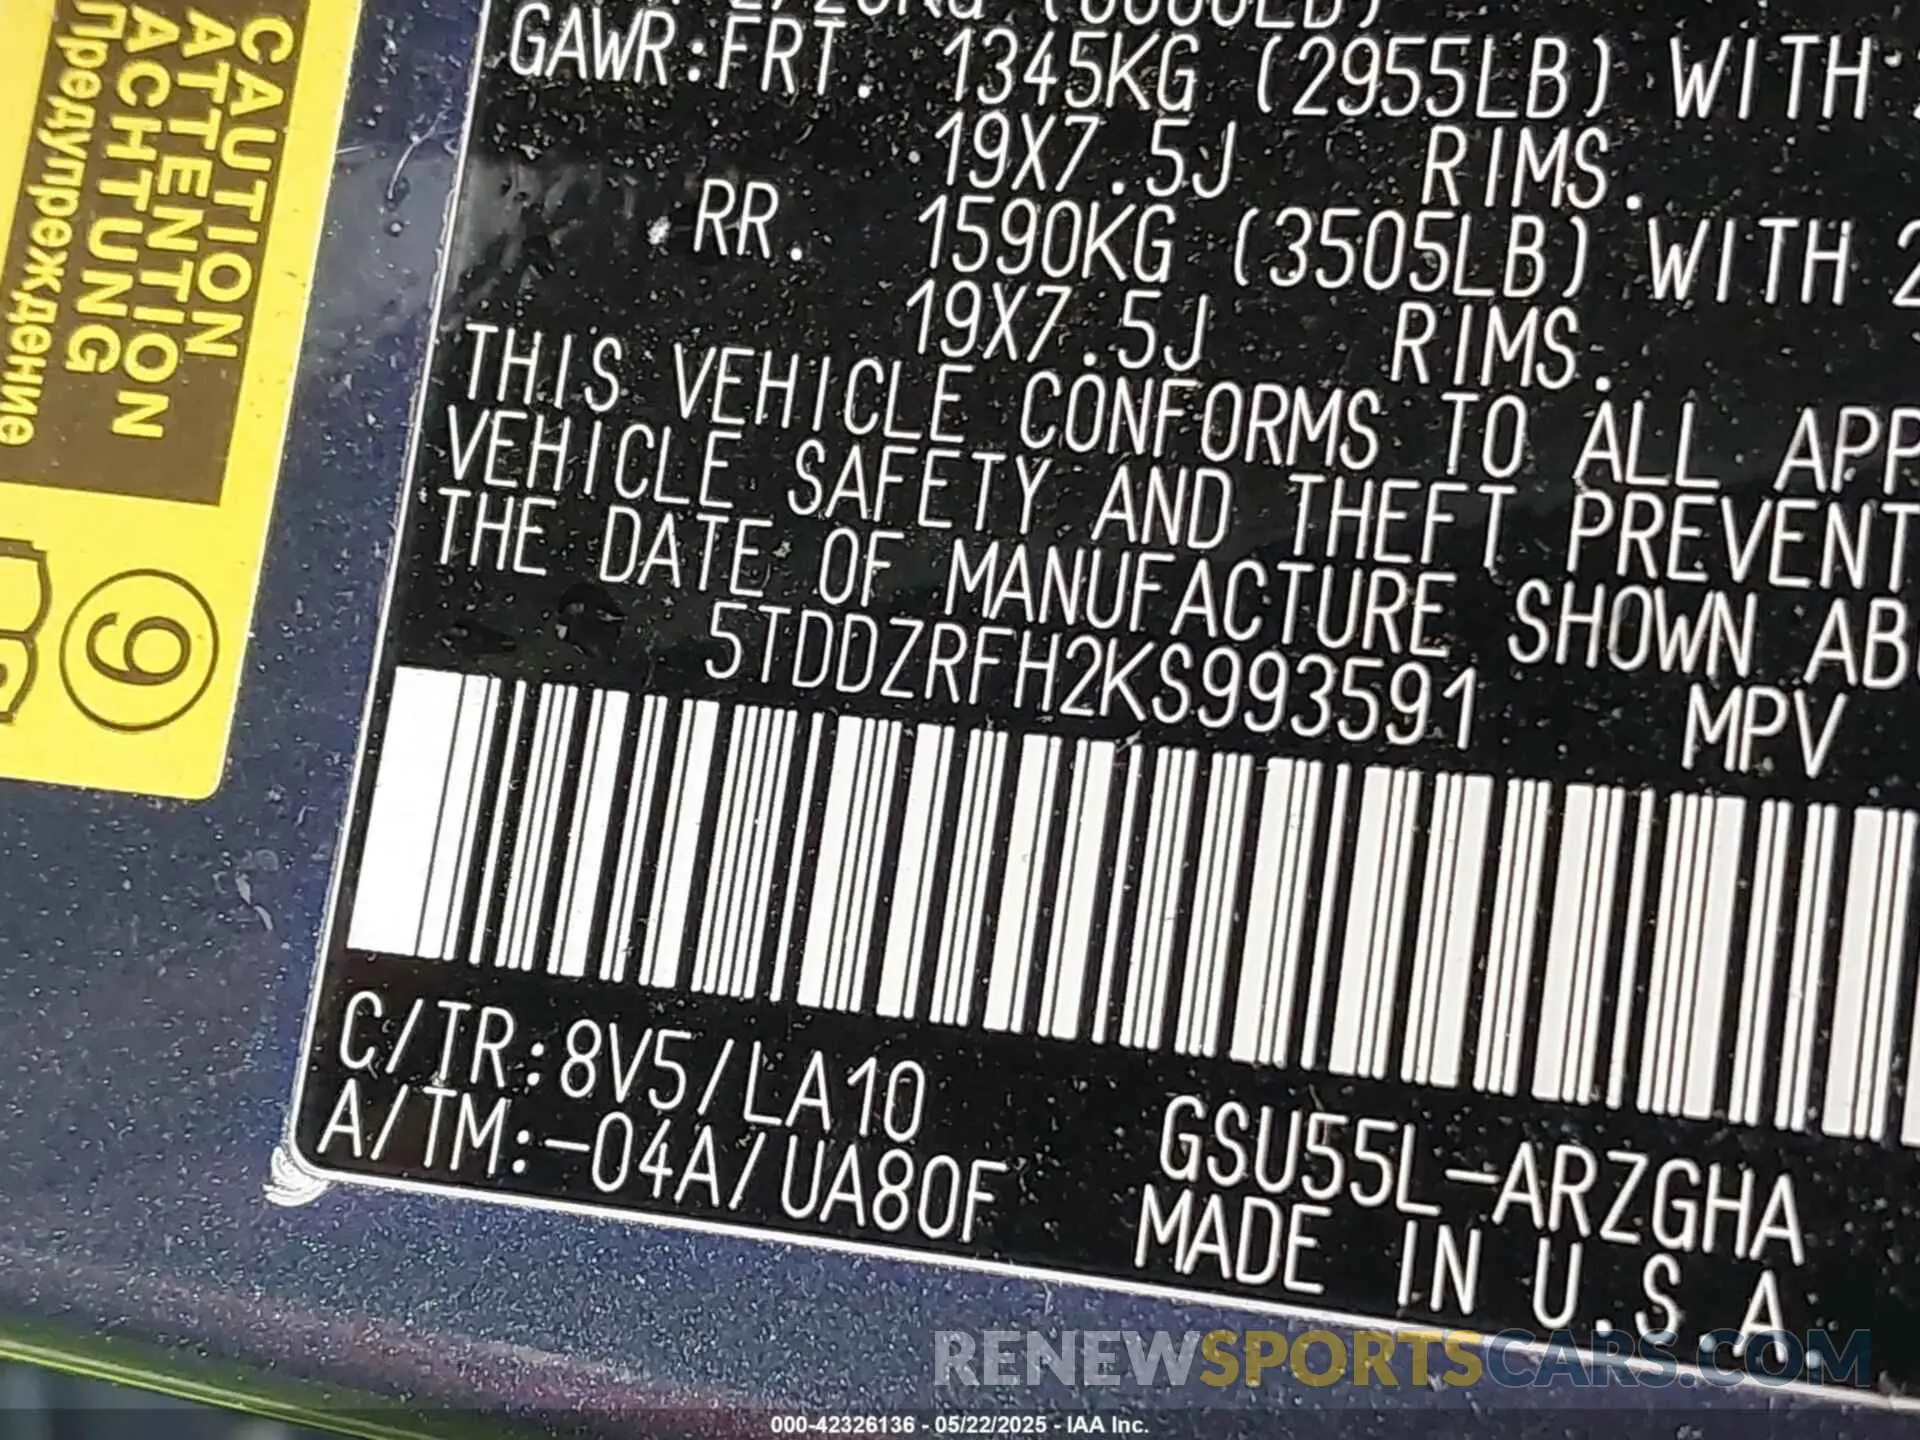 GAWR:FRT. 1345KG (2955LB) WITH
19X7.5J RIMS.
RR. 1590KG (3505LB) WITH 2
19X7.5J RIMS.
THIS VEHICLE CONFORMS TO ALL APP
VEHICLE SAFETY AND THEFT PREVENT
THE DATE OF MANUFACTURE SHOWN AB
5TDDZRFH2KS993591 MPV
C/TR:8V5/LA10
A/TM:-04A/UA80F
GSU55L-ARZGHA
MADE IN U.S.A.
CAUTION
ATTENTION
ACHTUNG
Предупреждение
9
RENEWSPORTSCARS.COM
000-42326136 - 05/22/2025 - IAA Inc.